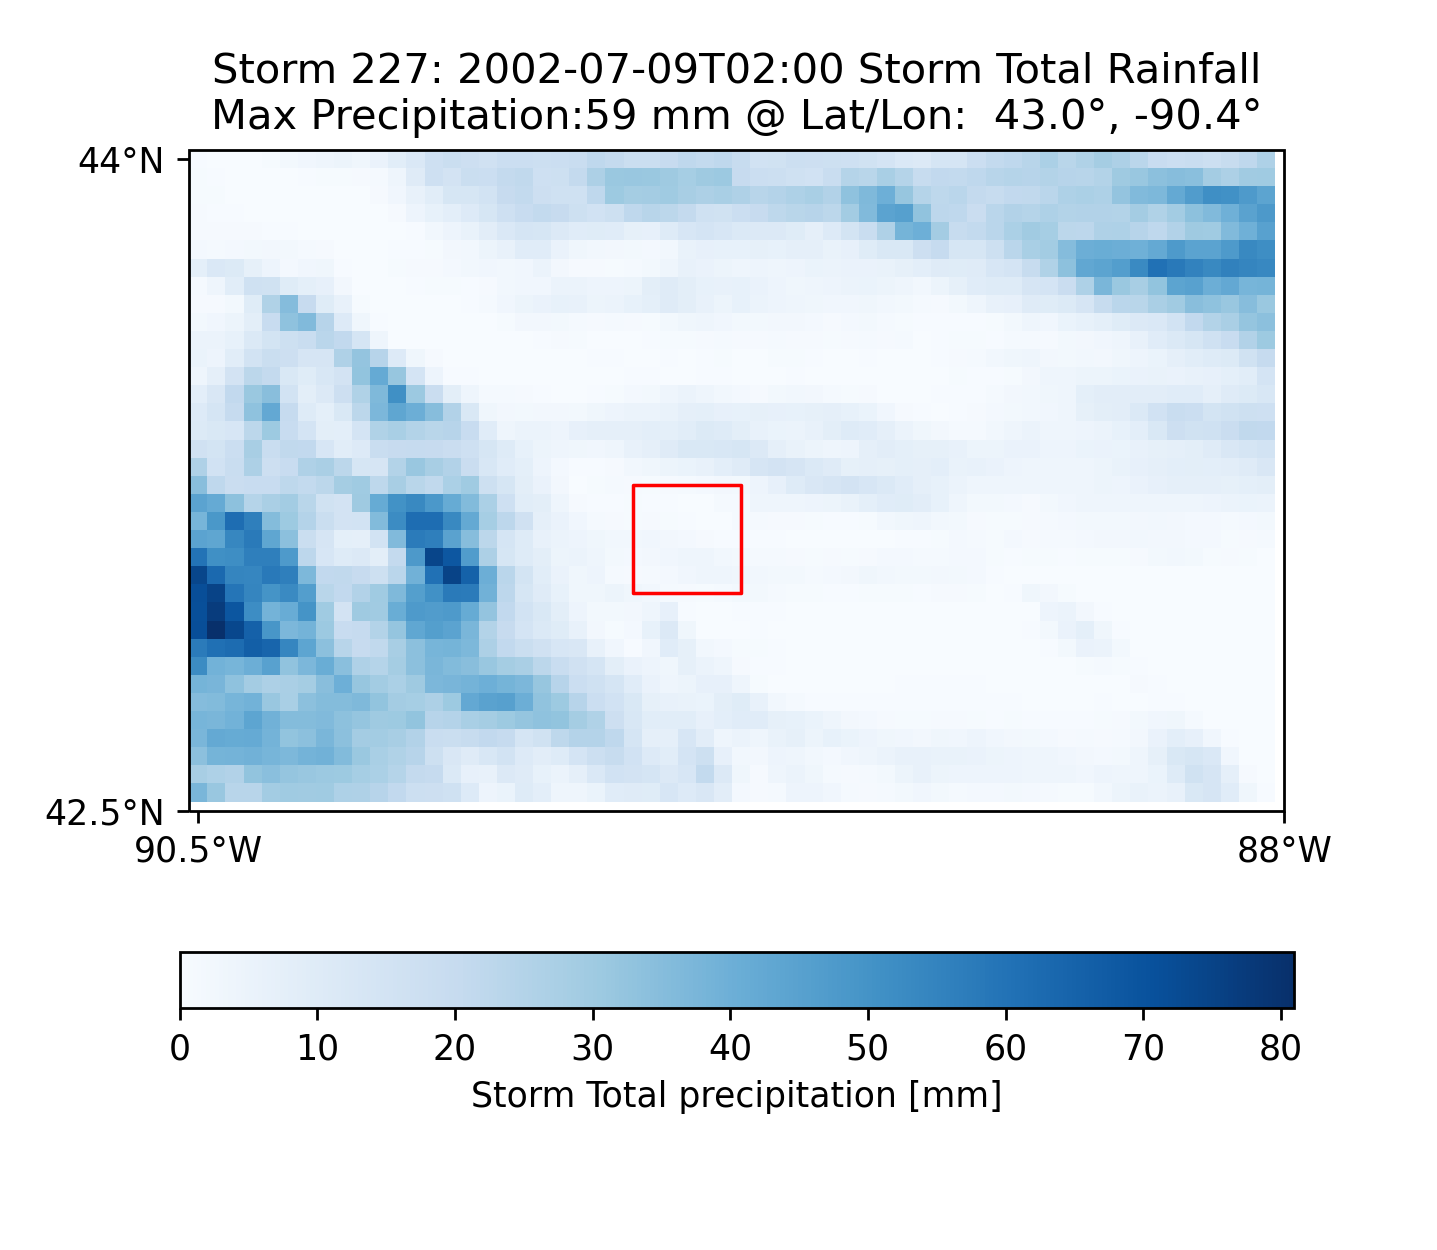 Storm 227: 2002-07-09T02:00 Storm Total Rainfall
Max Precipitation:59 mm @ Lat/Lon:  43.0°, -90.4°
44°N
42.5°N
90.5°W
88°W
0 10 20 30 40 50 60 70 80
Storm Total precipitation [mm]